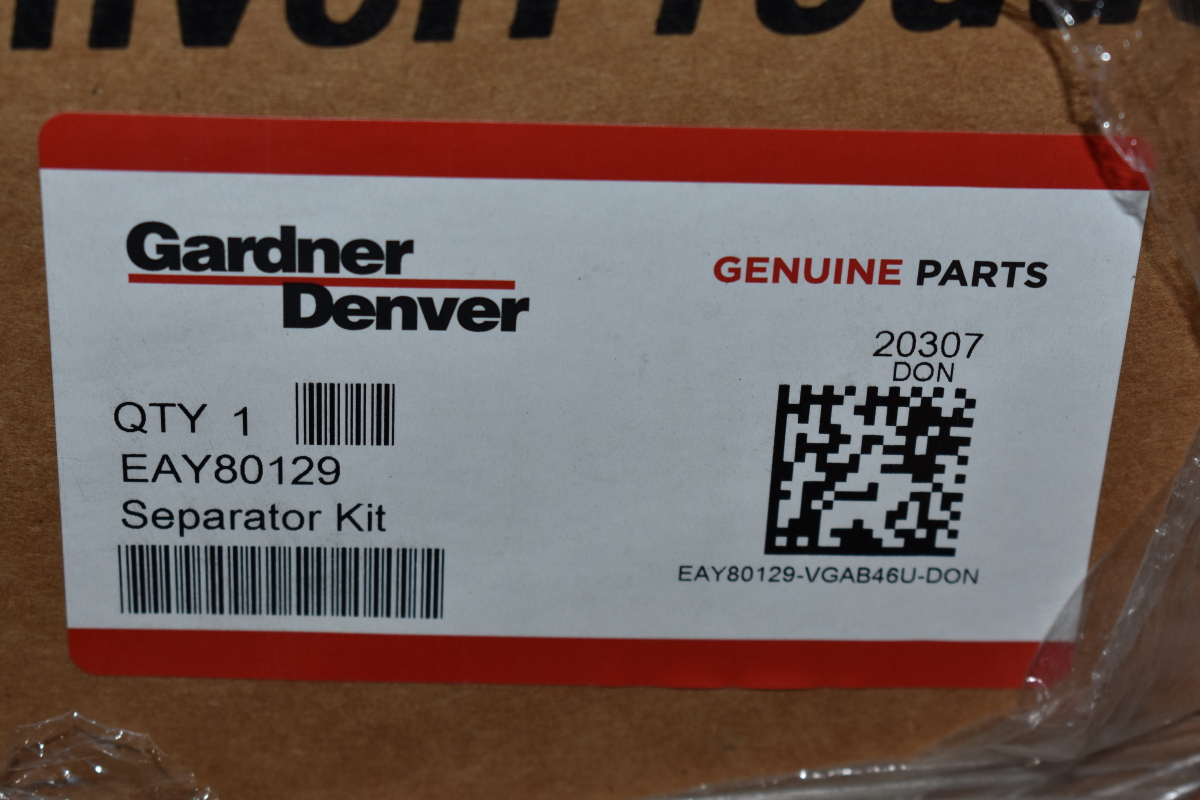 Gardner
Denver
GENUINE PARTS
20307
DON
QTY 1
EAY80129
Separator Kit
EAY80129-VGAB46U-DON